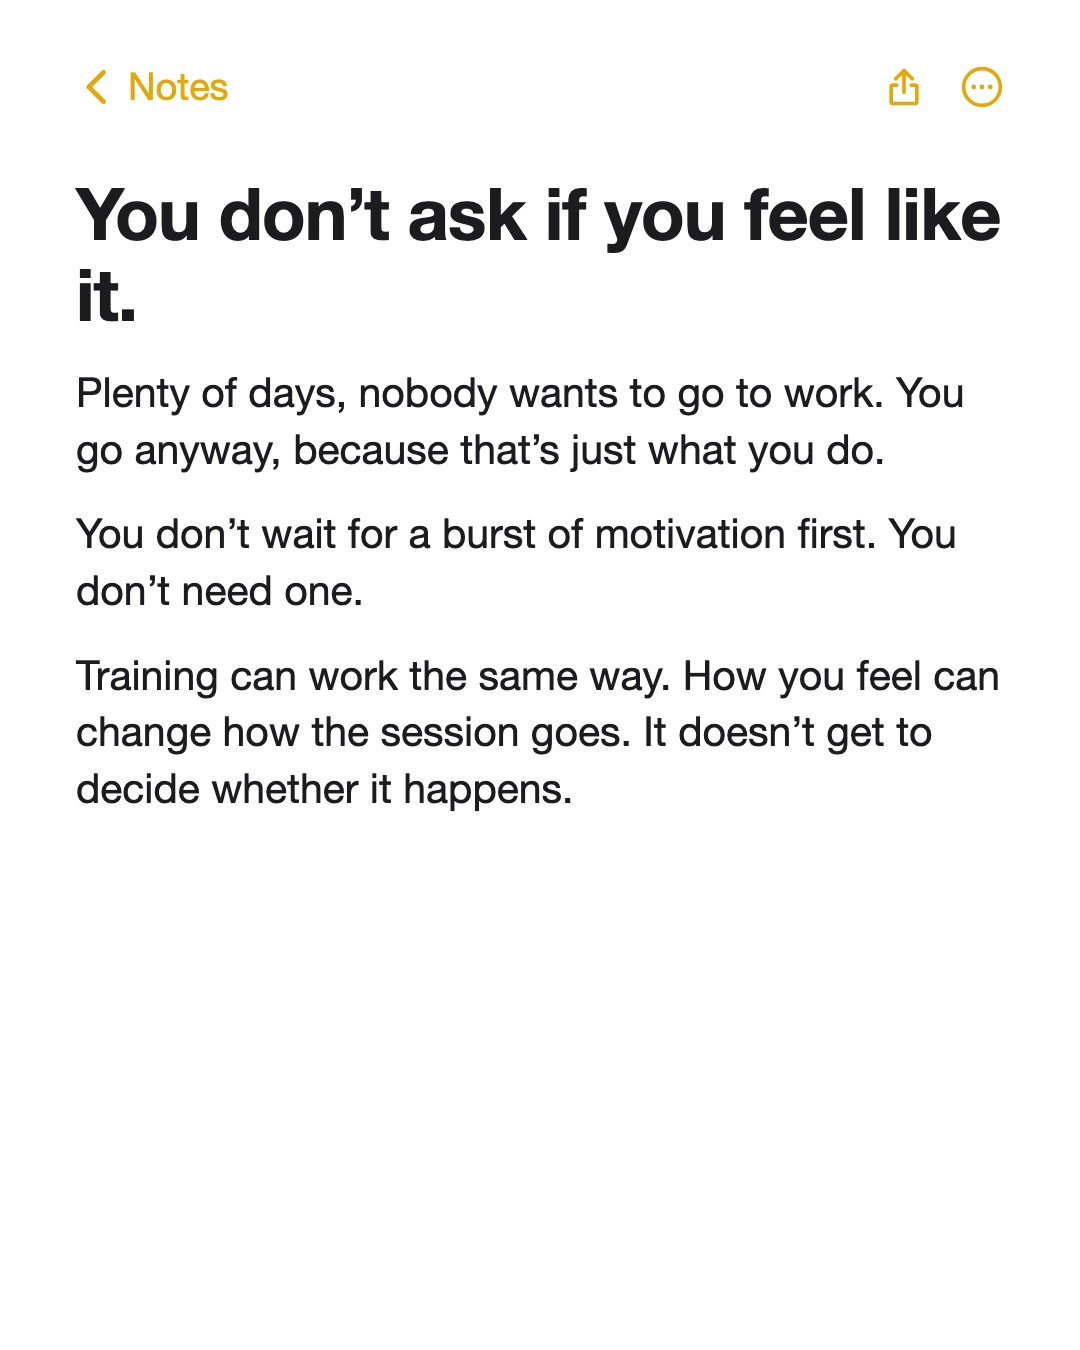 Notes
You don’t ask if you feel like
it.
Plenty of days, nobody wants to go to work. You
go anyway, because that’s just what you do.
You don’t wait for a burst of motivation first. You
don’t need one.
Training can work the same way. How you feel can
change how the session goes. It doesn’t get to
decide whether it happens.